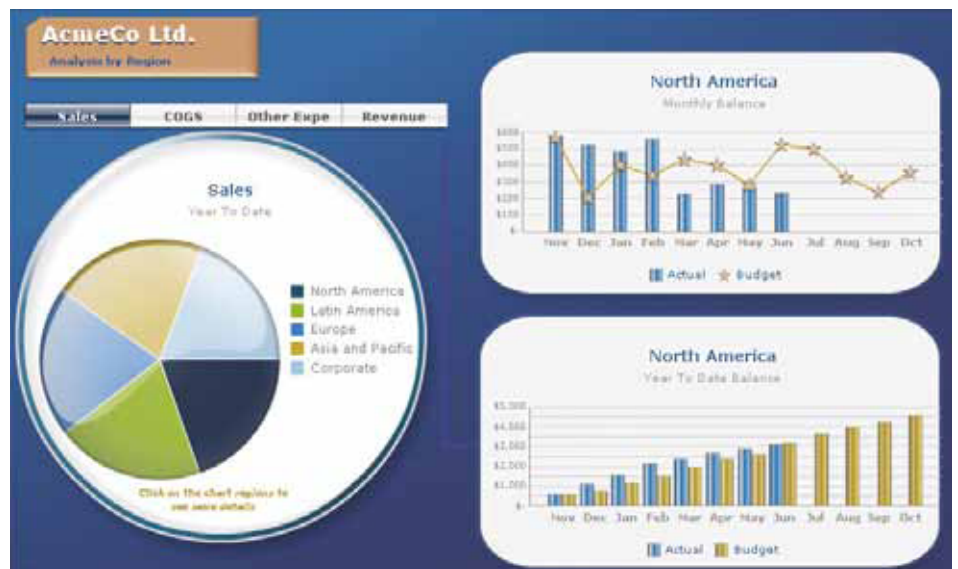 AcmeCo Ltd.
Analysis by Region
Sales COGS Other Expe Revenue
Sales
Year To Date
North America
Latin America
Europe
Asia and Pacific
Corporate
Click on the chart regions to
see more details
North America
Monthly Balance
$600
$500
$400
$300
$200
$100
Nov Dec Jan Feb Mar Apr May Jun Jul Aug Sep Oct
Actual Budget
North America
Year To Date Balance
$5,000
$4,000
$3,000
$2,000
$1,000
Nov Dec Jan Feb Mar Apr May Jun Jul Aug Sep Oct
Actual Budget